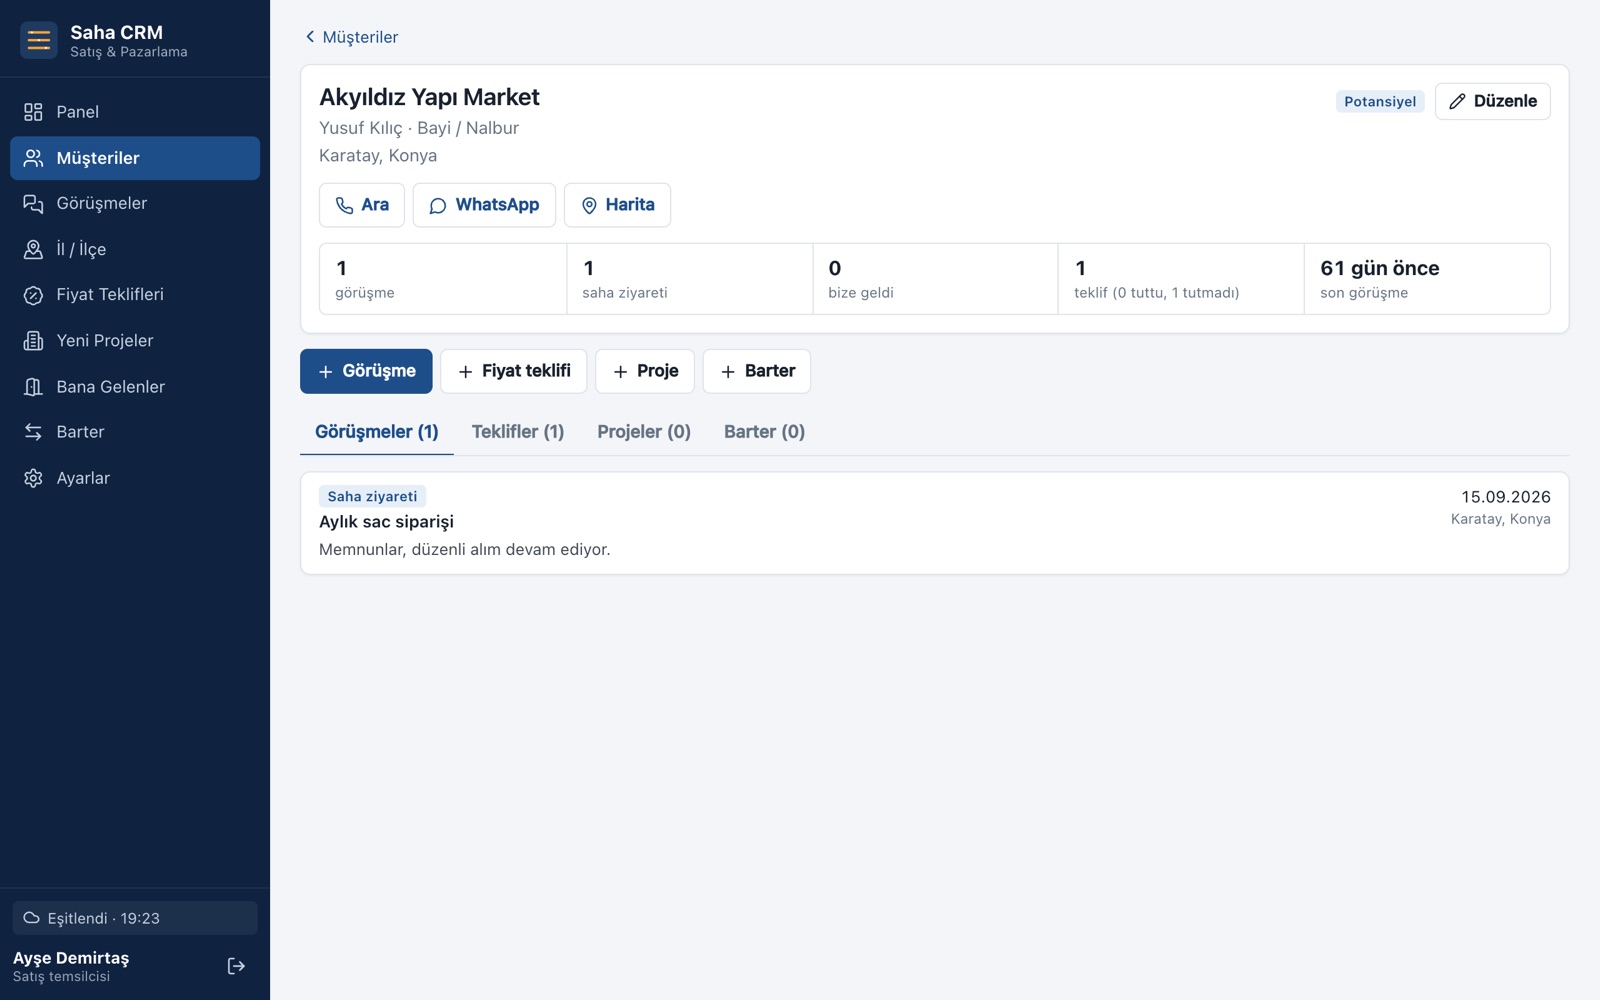 Saha CRM
Satış & Pazarlama
Panel
Müşteriler
Görüşmeler
İl / İlçe
Fiyat Teklifleri
Yeni Projeler
Bana Gelenler
Barter
Ayarlar
Eşitlendi · 19:23
Ayşe Demirtaş
Satış temsilcisi
Müşteriler
Akyıldız Yapı Market
Potansiyel
Düzenle
Yusuf Kılıç · Bayi / Nalbur
Karatay, Konya
Ara
WhatsApp
Harita
1
görüşme
1
saha ziyareti
0
bize geldi
1
teklif (0 tuttu, 1 tutmadı)
61 gün önce
son görüşme
+ Görüşme
+ Fiyat teklifi
+ Proje
+ Barter
Görüşmeler (1)
Teklifler (1)
Projeler (0)
Barter (0)
Saha ziyareti
15.09.2026
Aylık sac siparişi
Karatay, Konya
Memnunlar, düzenli alım devam ediyor.